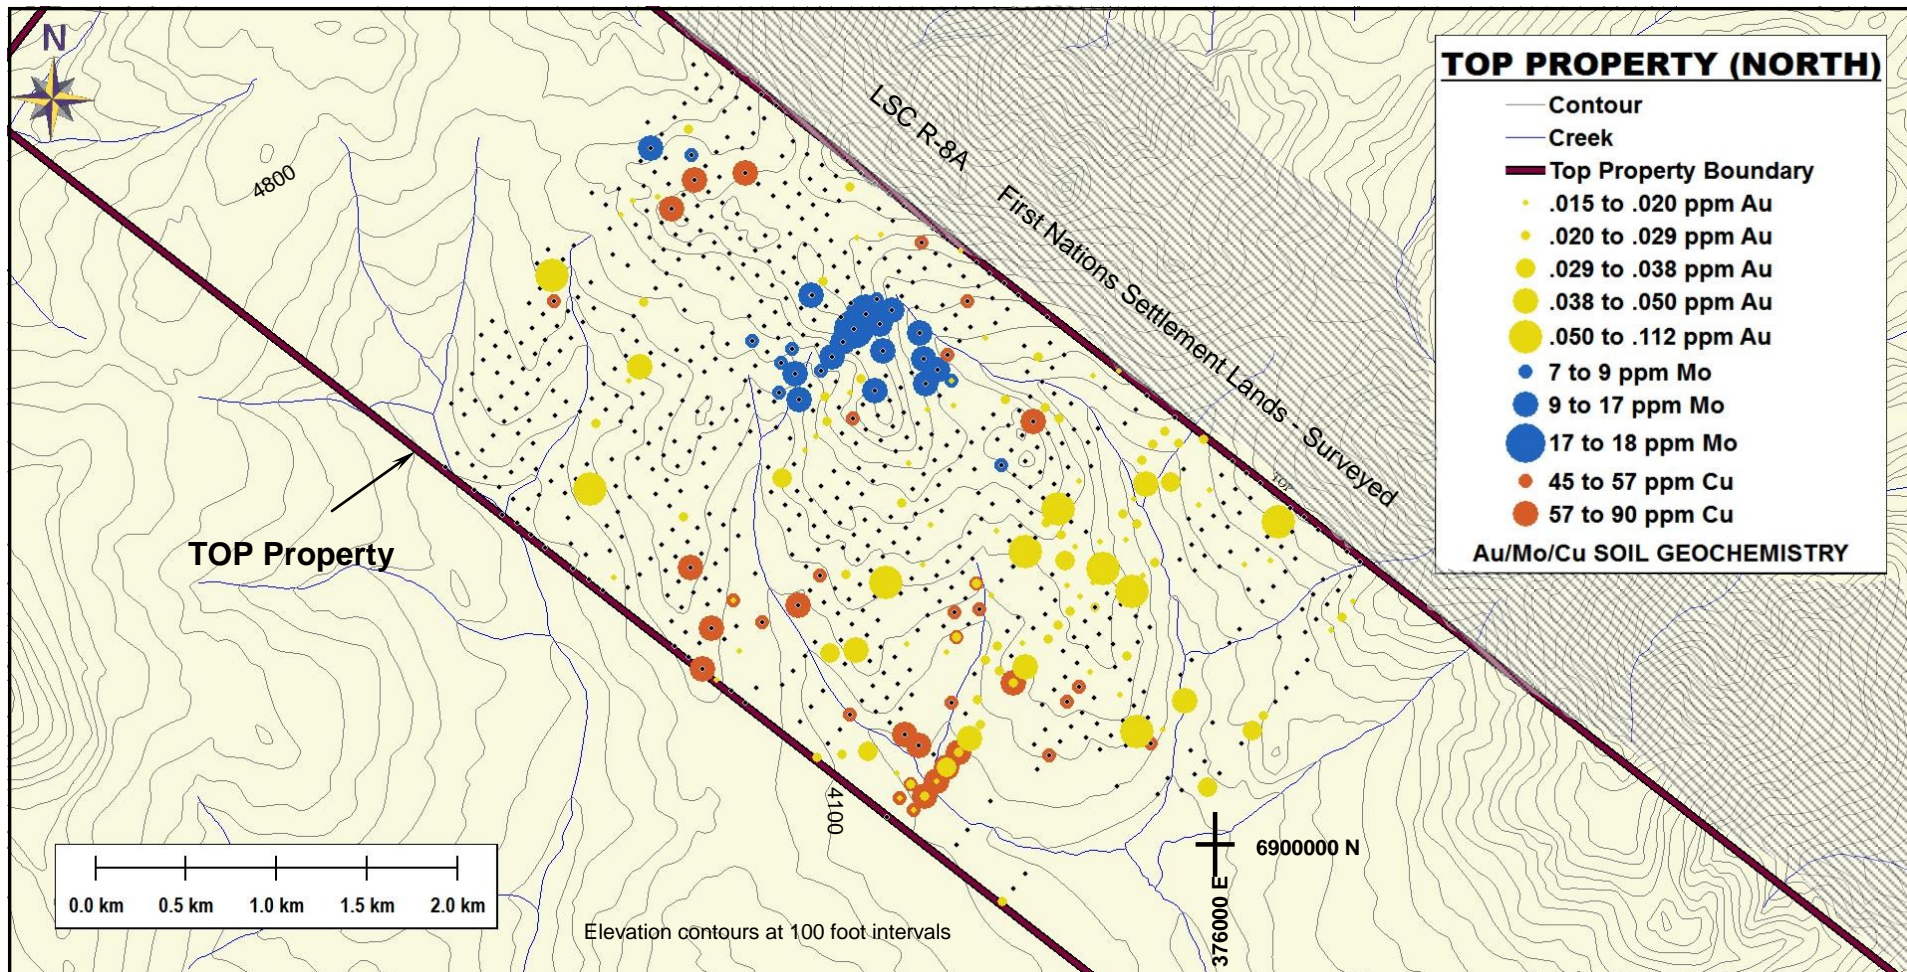 N
4800
LSC R-8A
First Nations Settlement Lands - Surveyed
TOP
TOP PROPERTY (NORTH)
Contour
Creek
Top Property Boundary
.015 to .020 ppm Au
.020 to .029 ppm Au
.029 to .038 ppm Au
.038 to .050 ppm Au
.050 to .112 ppm Au
7 to 9 ppm Mo
9 to 17 ppm Mo
17 to 18 ppm Mo
45 to 57 ppm Cu
57 to 90 ppm Cu
Au/Mo/Cu SOIL GEOCHEMISTRY
TOP Property
4100
6900000 N
376000 E
0.0 km 0.5 km 1.0 km 1.5 km 2.0 km
Elevation contours at 100 foot intervals